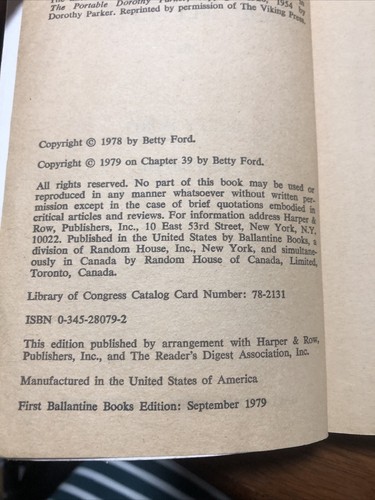 The Portable Dorothy
1954 by
Dorothy Parker. Reprinted by permission of The Viking Press.
Copyright © 1978 by Betty Ford.
Copyright © 1979 on Chapter 39 by Betty Ford.
All rights reserved. No part of this book may be used or
reproduced in any manner whatsoever without written per-
mission except in the case of brief quotations embodied in
critical articles and reviews. For information address Harper &
Row, Publishers, Inc., 10 East 53rd Street, New York, N.Y.
10022. Published in the United States by Ballantine Books, a
division of Random House, Inc., New York, and simultane-
ously in Canada by Random House of Canada, Limited,
Toronto, Canada.
Library of Congress Catalog Card Number: 78-2131
ISBN 0-345-28079-2
This edition published by arrangement with Harper & Row,
Publishers, Inc., and The Reader's Digest Association, Inc.
Manufactured in the United States of America
First Ballantine Books Edition: September 1979